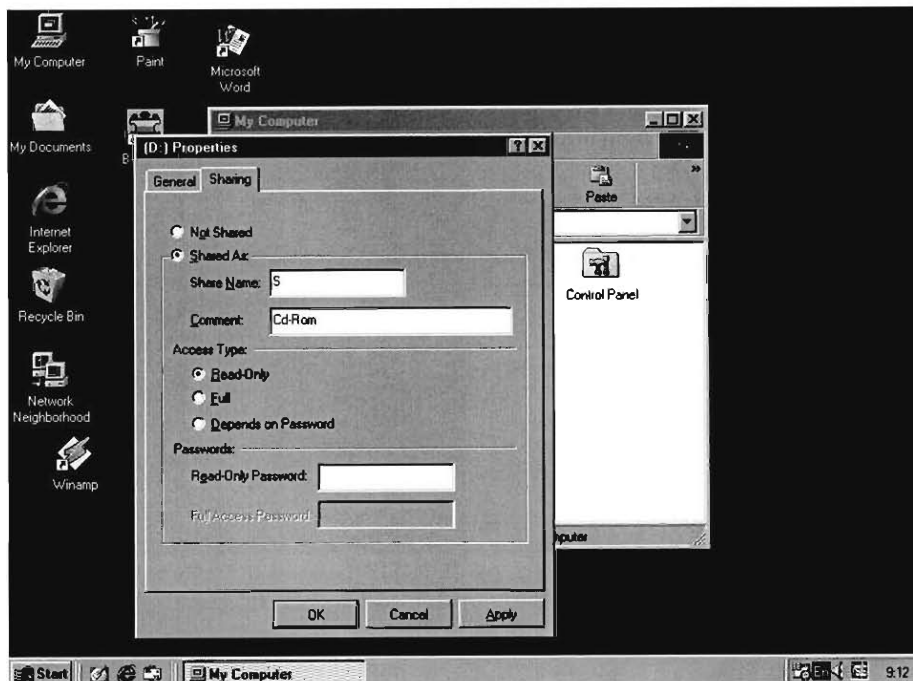 My Computer
Paint
Microsoft
Word
My Documents
B
Internet
Explorer
Recycle Bin
Network
Neighborhood
Winamp
My Computer
Paste
Control Panel
(D:) Properties
General
Sharing
Not Shared
Shared As:
Share Name:
S
Comment:
Cd-Rom
Access Type:
Read-Only
Full
Depends on Password
Passwords:
Read-Only Password:
Full Access Password:
OK
Cancel
Apply
Start
My Computer
En
9:12